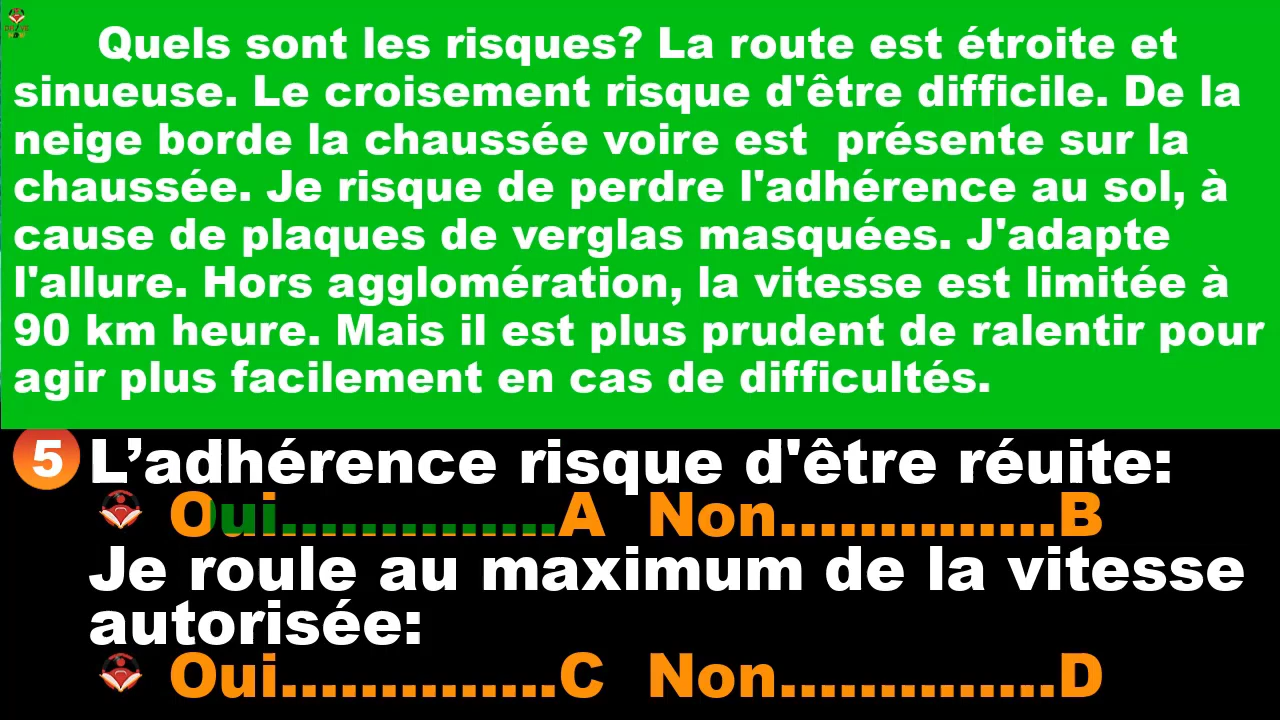 Quels sont les risques? La route est étroite et
sinueuse. Le croisement risque d'être difficile. De la
neige borde la chaussée voire est présente sur la
chaussée. Je risque de perdre l'adhérence au sol, à
cause de plaques de verglas masquées. J'adapte
l'allure. Hors agglomération, la vitesse est limitée à
90 km heure. Mais il est plus prudent de ralentir pour
agir plus facilement en cas de difficultés.
5 L’adhérence risque d'être réuite:
Oui..............A Non..............B
Je roule au maximum de la vitesse
autorisée:
Oui..............C Non..............D